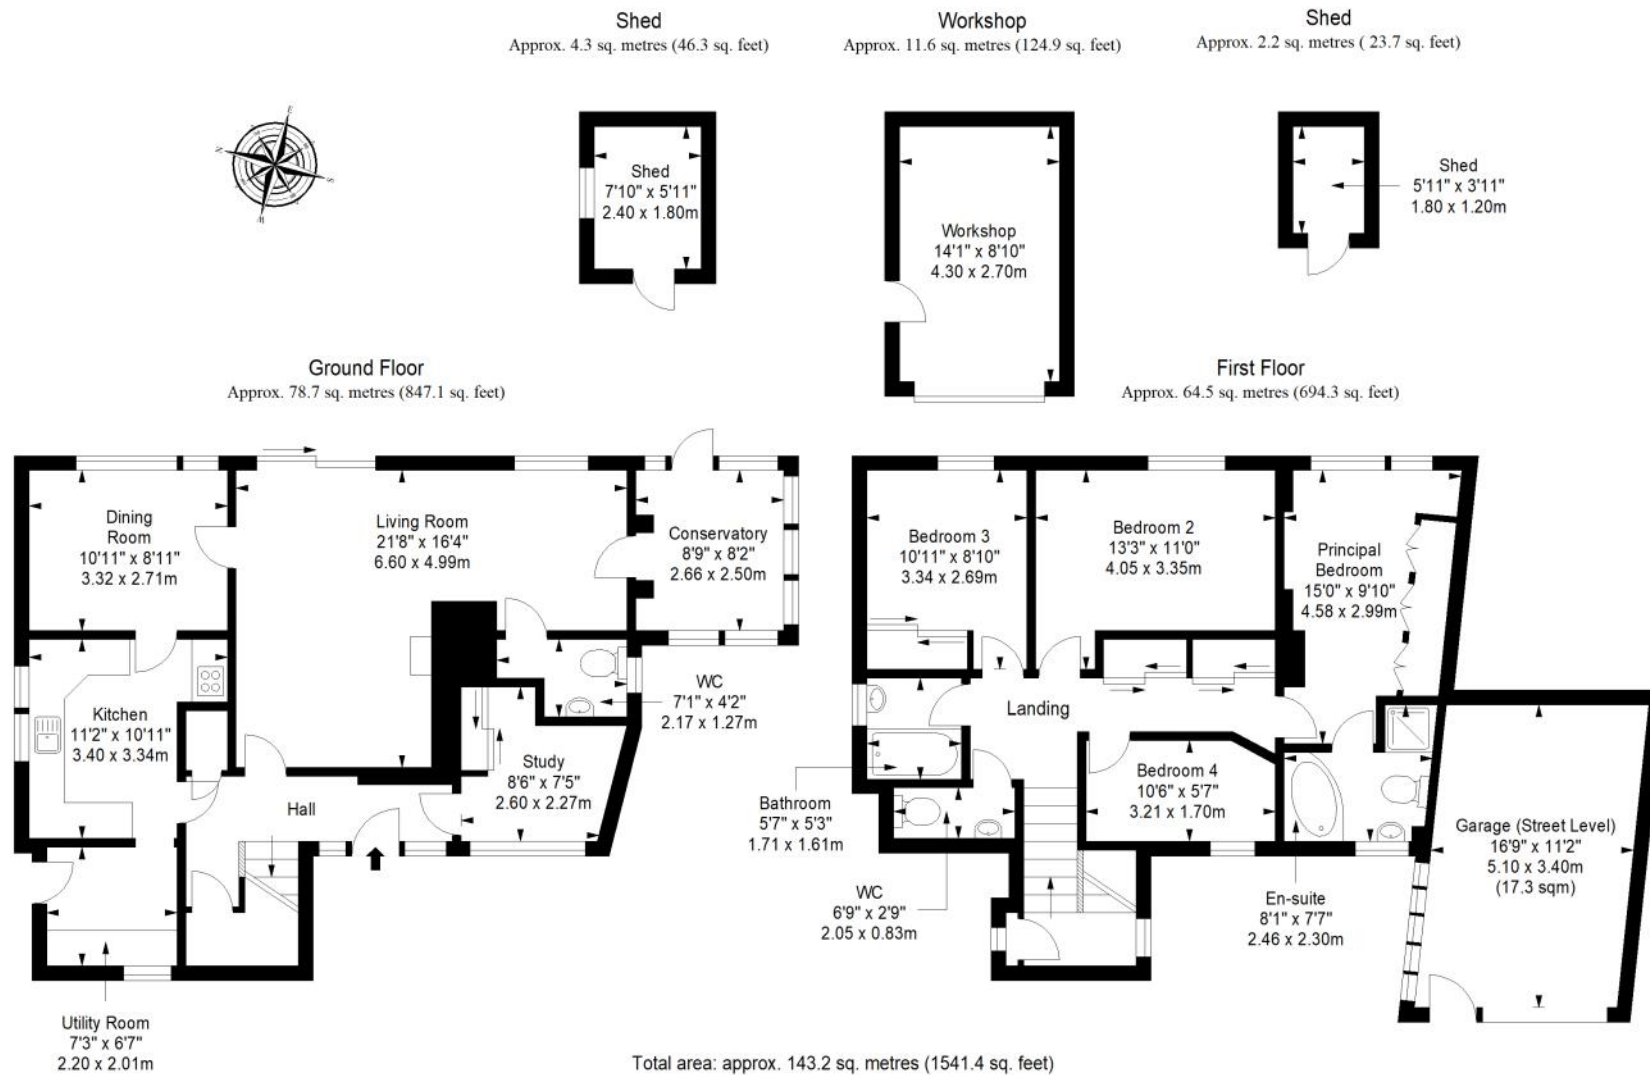 Shed
Approx. 4.3 sq. metres (46.3 sq. feet)
Workshop
Approx. 11.6 sq. metres (124.9 sq. feet)
Shed
Approx. 2.2 sq. metres ( 23.7 sq. feet)
E
N
S
W
Shed
7'10" x 5'11"
2.40 x 1.80m
Workshop
14'1" x 8'10"
4.30 x 2.70m
Shed
5'11" x 3'11"
1.80 x 1.20m
Ground Floor
Approx. 78.7 sq. metres (847.1 sq. feet)
First Floor
Approx. 64.5 sq. metres (694.3 sq. feet)
Dining
Room
10'11" x 8'11"
3.32 x 2.71m
Living Room
21'8" x 16'4"
6.60 x 4.99m
Conservatory
8'9" x 8'2"
2.66 x 2.50m
Kitchen
11'2" x 10'11"
3.40 x 3.34m
WC
7'1" x 4'2"
2.17 x 1.27m
Study
8'6" x 7'5"
2.60 x 2.27m
Hall
Utility Room
7'3" x 6'7"
2.20 x 2.01m
Bedroom 3
10'11" x 8'10"
3.34 x 2.69m
Bedroom 2
13'3" x 11'0"
4.05 x 3.35m
Principal
Bedroom
15'0" x 9'10"
4.58 x 2.99m
Landing
Bathroom
5'7" x 5'3"
1.71 x 1.61m
Bedroom 4
10'6" x 5'7"
3.21 x 1.70m
WC
6'9" x 2'9"
2.05 x 0.83m
En-suite
8'1" x 7'7"
2.46 x 2.30m
Garage (Street Level)
16'9" x 11'2"
5.10 x 3.40m
(17.3 sqm)
Total area: approx. 143.2 sq. metres (1541.4 sq. feet)